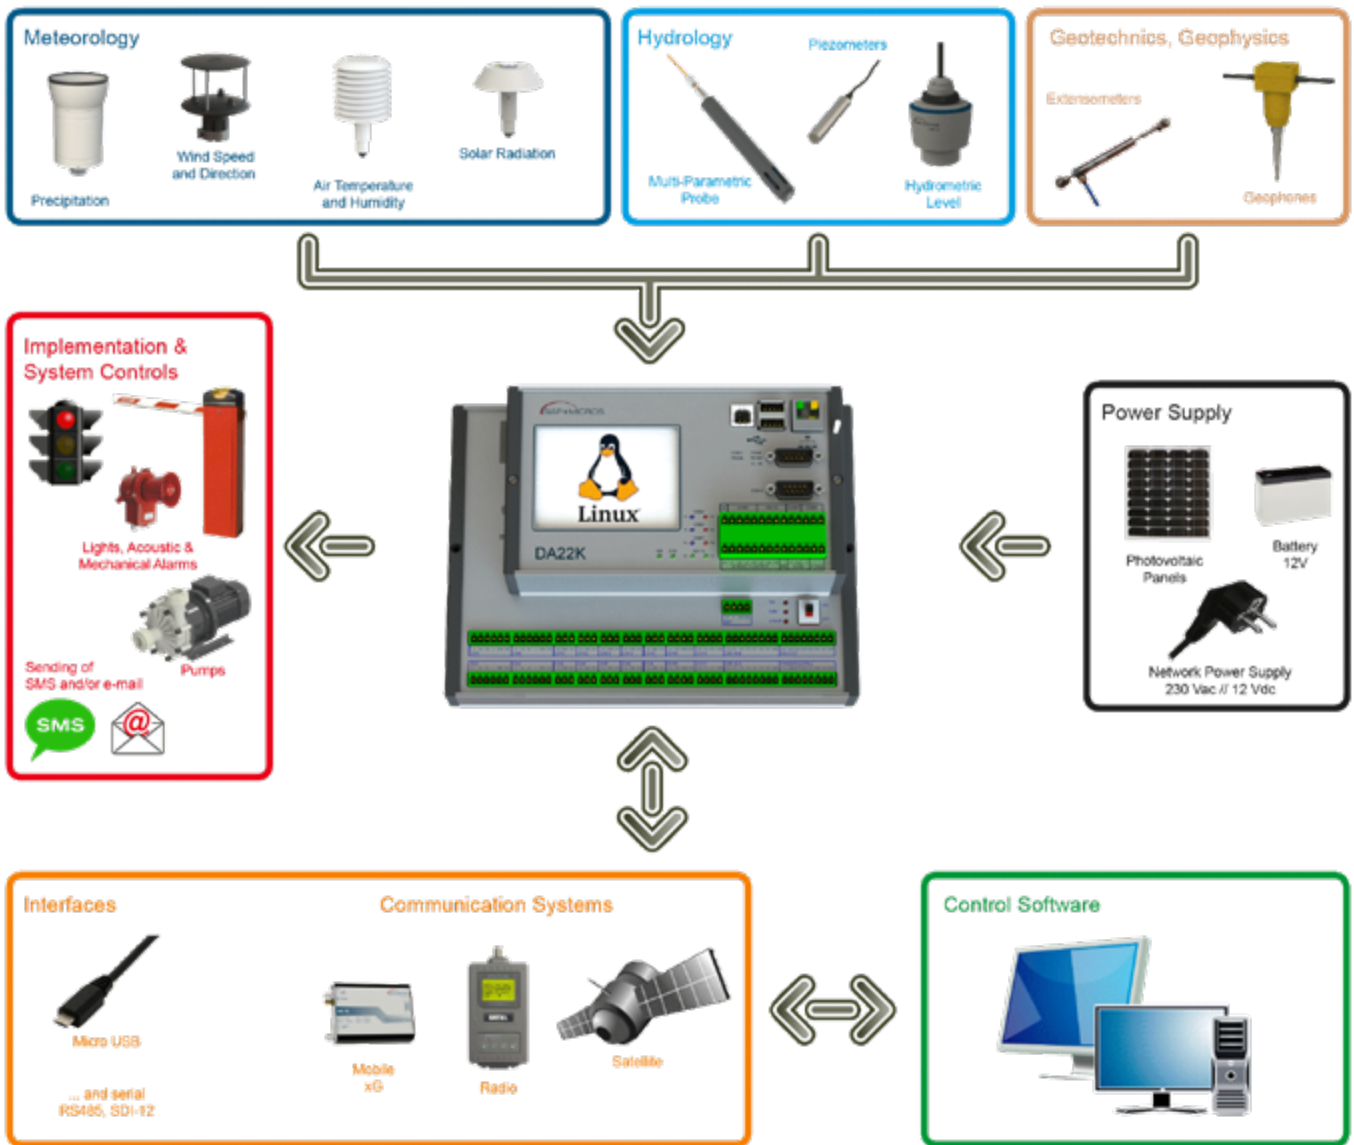 Meteorology
Precipitation
Wind Speed
and Direction
Air Temperature
and Humidity
Solar Radiation
Hydrology
Multi-Parametric
Probe
Piezometers
Hydrometric
Level
Geotechnics, Geophysics
Extensometers
Geophones
Implementation &
System Controls
Lights, Acoustic &
Mechanical Alarms
Pumps
Sending of
SMS and/or e-mail
SMS
@
Linux
DA22K
Power Supply
Photovoltaic
Panels
Battery
12V
Network Power Supply
230 Vac // 12 Vdc
Interfaces
Micro USB
... and serial
RS485, SDI-12
Communication Systems
Mobile
xG
Radio
Satellite
Control Software